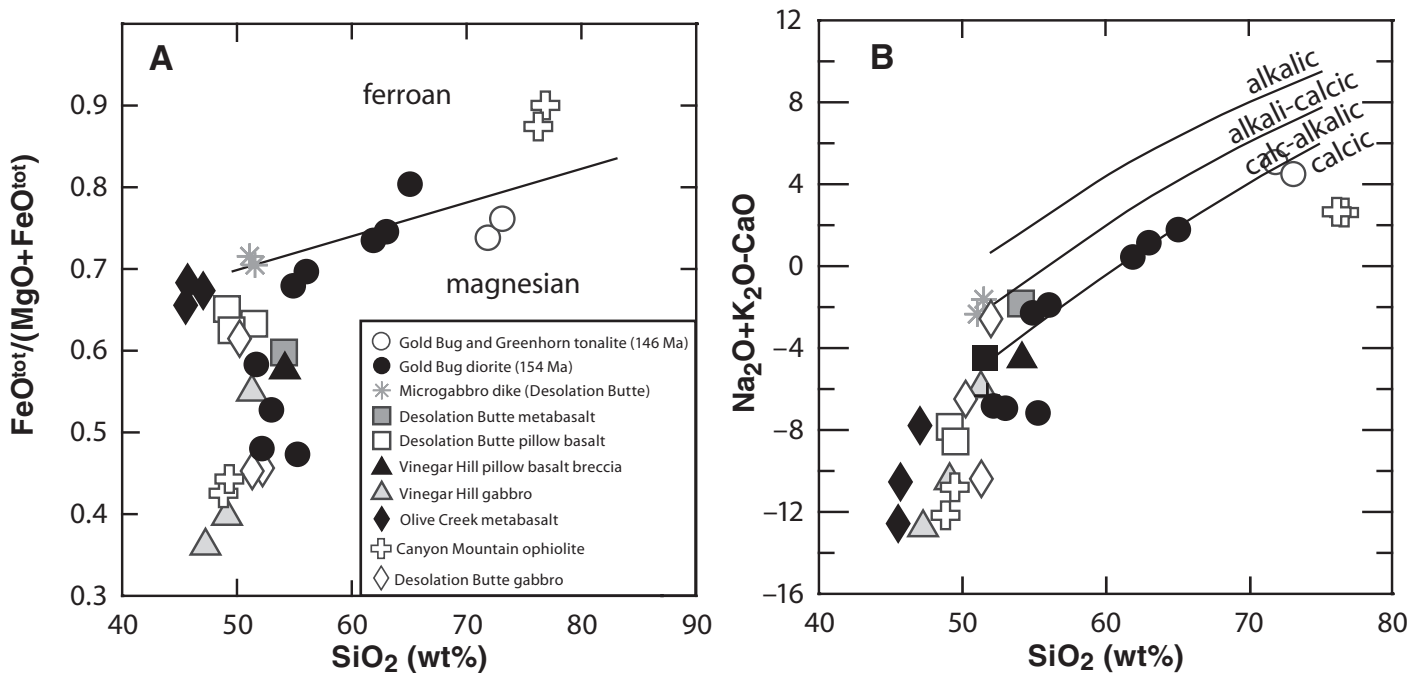 A
ferroan
magnesian
FeOᵗᵒᵗ/(MgO+FeOᵗᵒᵗ)
0.9
0.8
0.7
0.6
0.5
0.4
0.3
40 50 60 70 80 90
SiO₂ (wt%)
Gold Bug and Greenhorn tonalite (146 Ma)
Gold Bug diorite (154 Ma)
Microgabbro dike (Desolation Butte)
Desolation Butte metabasalt
Desolation Butte pillow basalt
Vinegar Hill pillow basalt breccia
Vinegar Hill gabbro
Olive Creek metabasalt
Canyon Mountain ophiolite
Desolation Butte gabbro
B
alkalic
alkali-calcic
calc-alkalic
calcic
Na₂O+K₂O-CaO
12
8
4
0
−4
−8
−12
−16
40 50 60 70 80
SiO₂ (wt%)